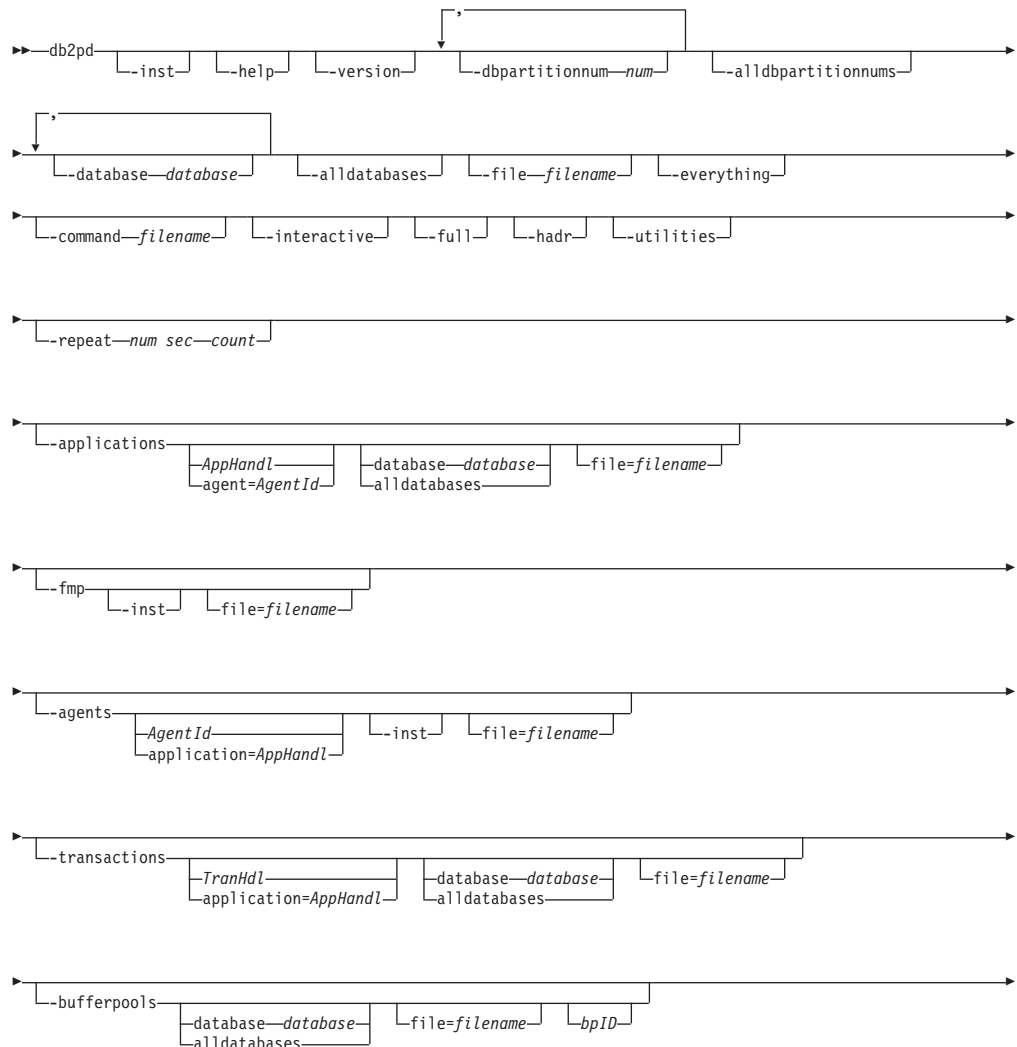 ,
db2pd -inst -help -version -dbpartitionnum num -alldbpartitionnums
,
-database database -alldatabases -file filename -everything
-command filename -interactive -full -hadr -utilities
-repeat num sec count
-applications
AppHandl database database file=filename
agent=AgentId alldatabases
-fmp
-inst file=filename
-agents
AgentId -inst file=filename
application=AppHandl
-transactions
TranHdl database database file=filename
application=AppHandl alldatabases
-bufferpools
database database file=filename bpID
alldatabases